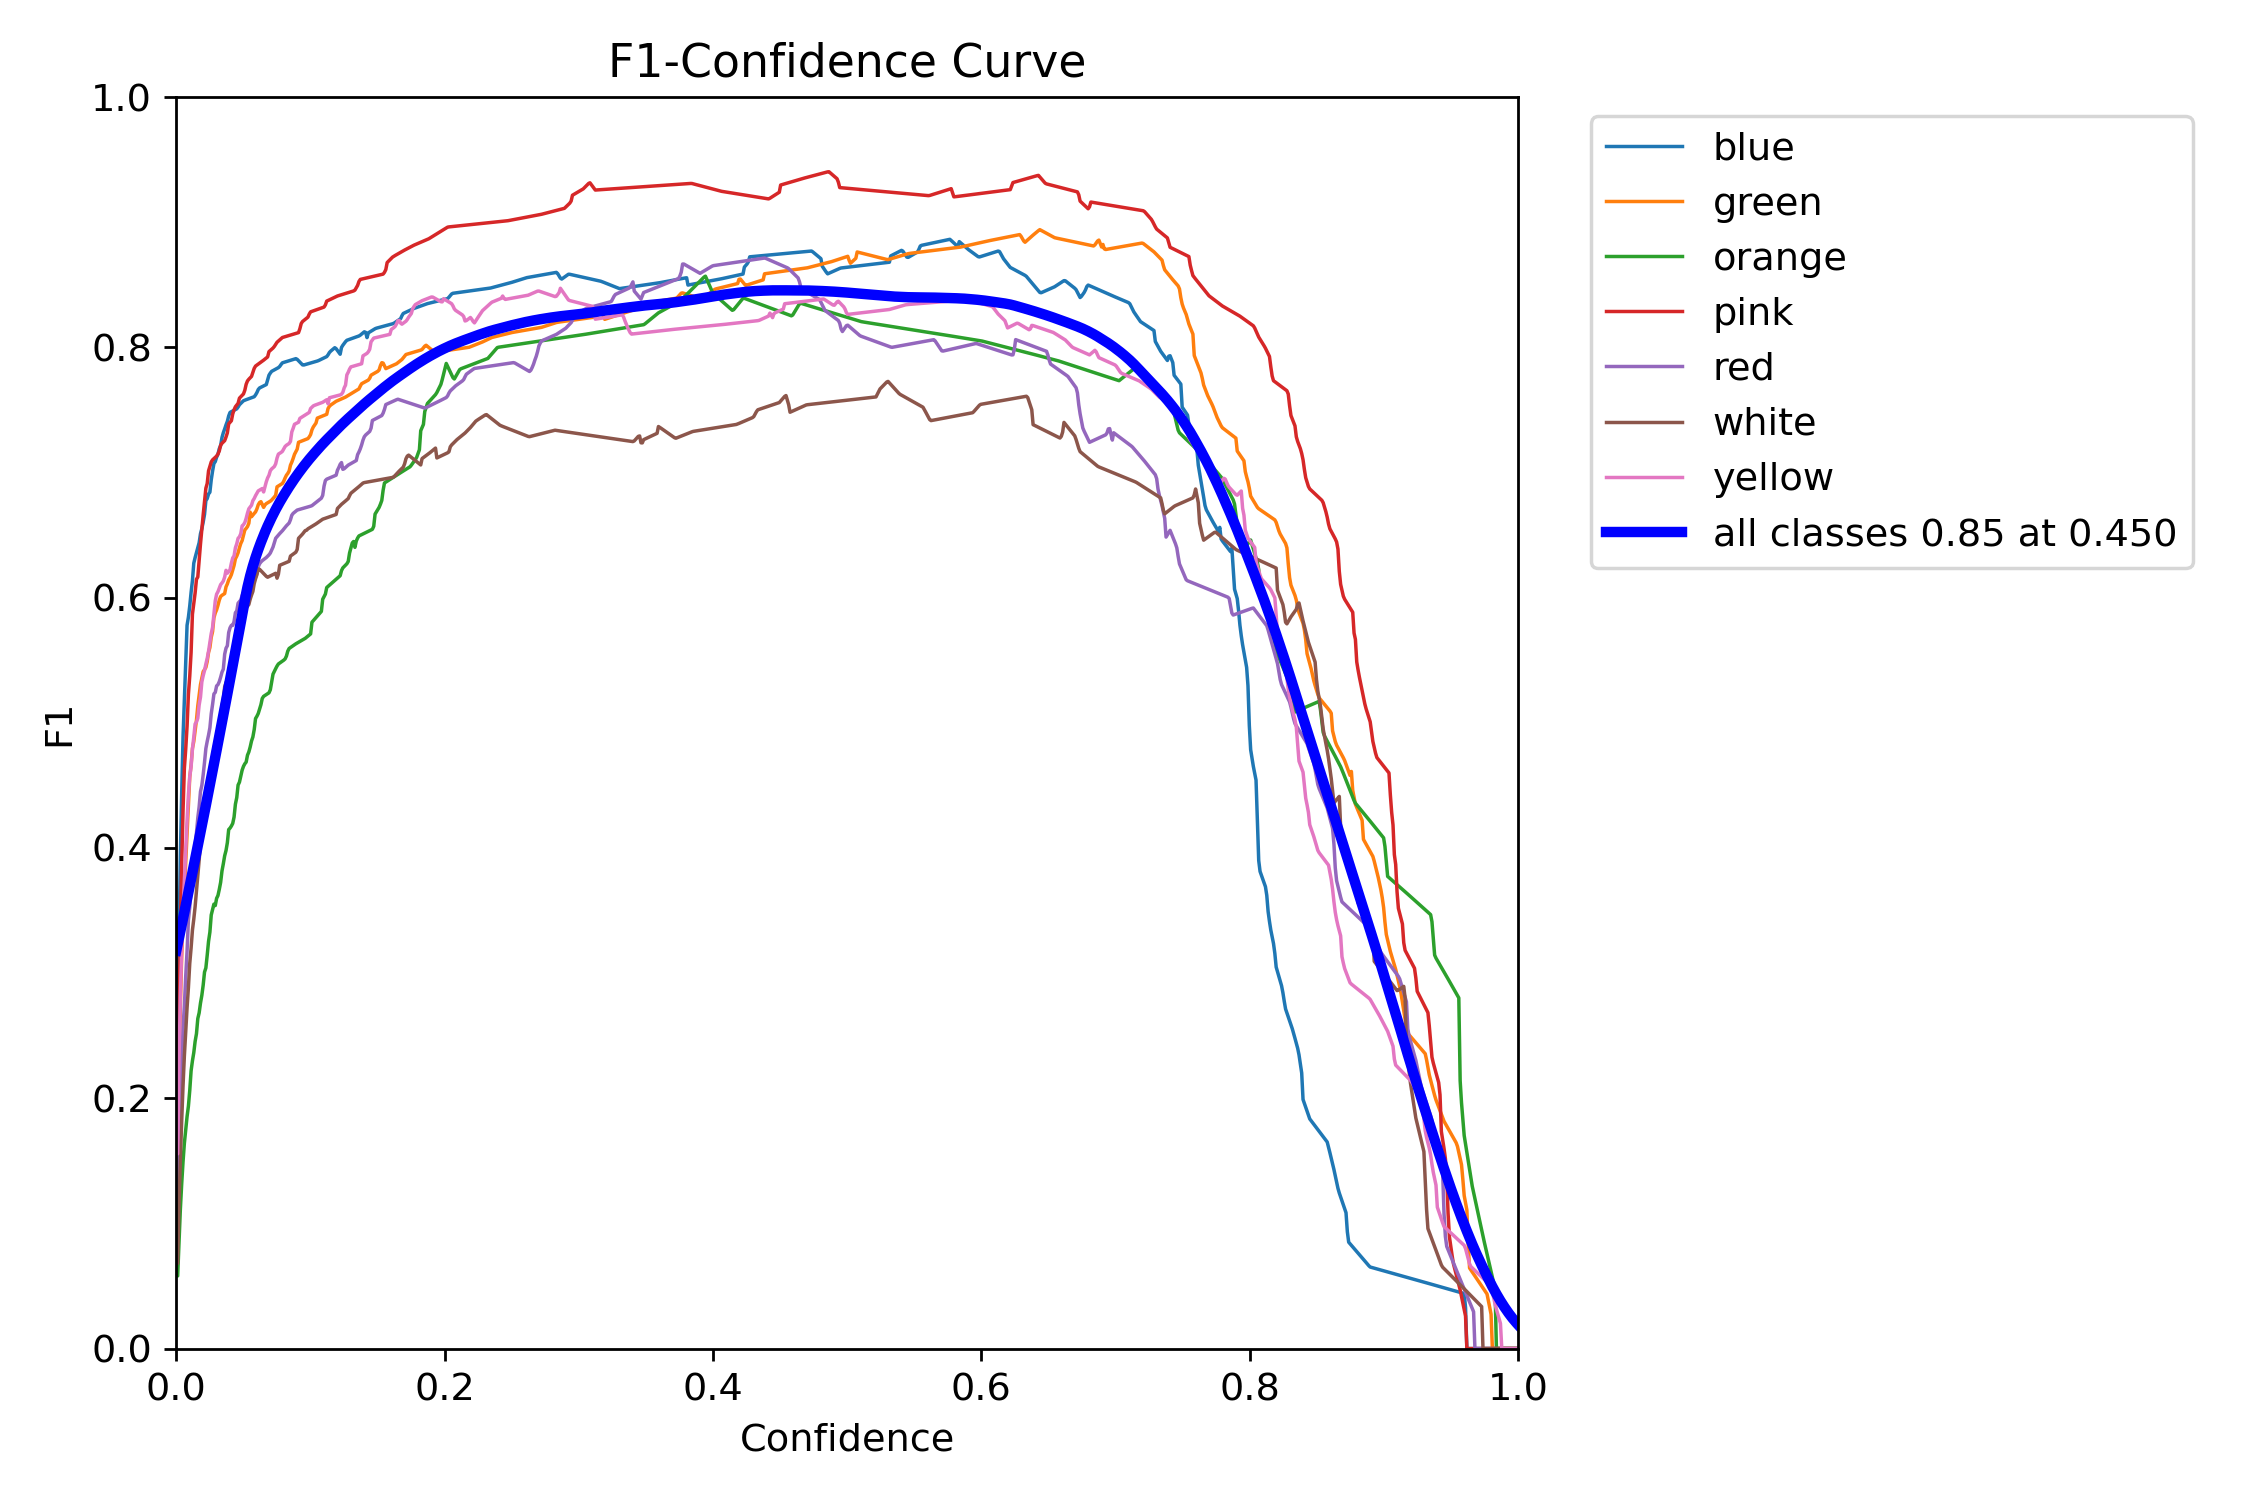 F1-Confidence Curve
1.0
0.8
0.6
0.4
0.2
0.0
F1
0.0 0.2 0.4 0.6 0.8 1.0
Confidence
blue
green
orange
pink
red
white
yellow
all classes 0.85 at 0.450